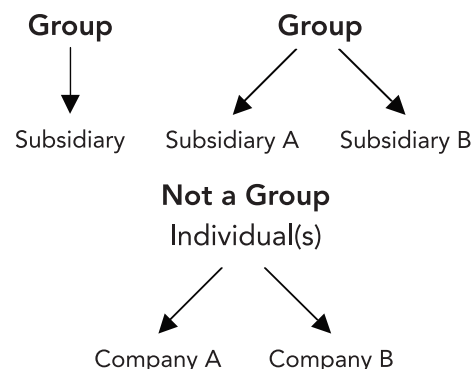 Group Group
Subsidiary Subsidiary A Subsidiary B
Not a Group
Individual(s)
Company A Company B